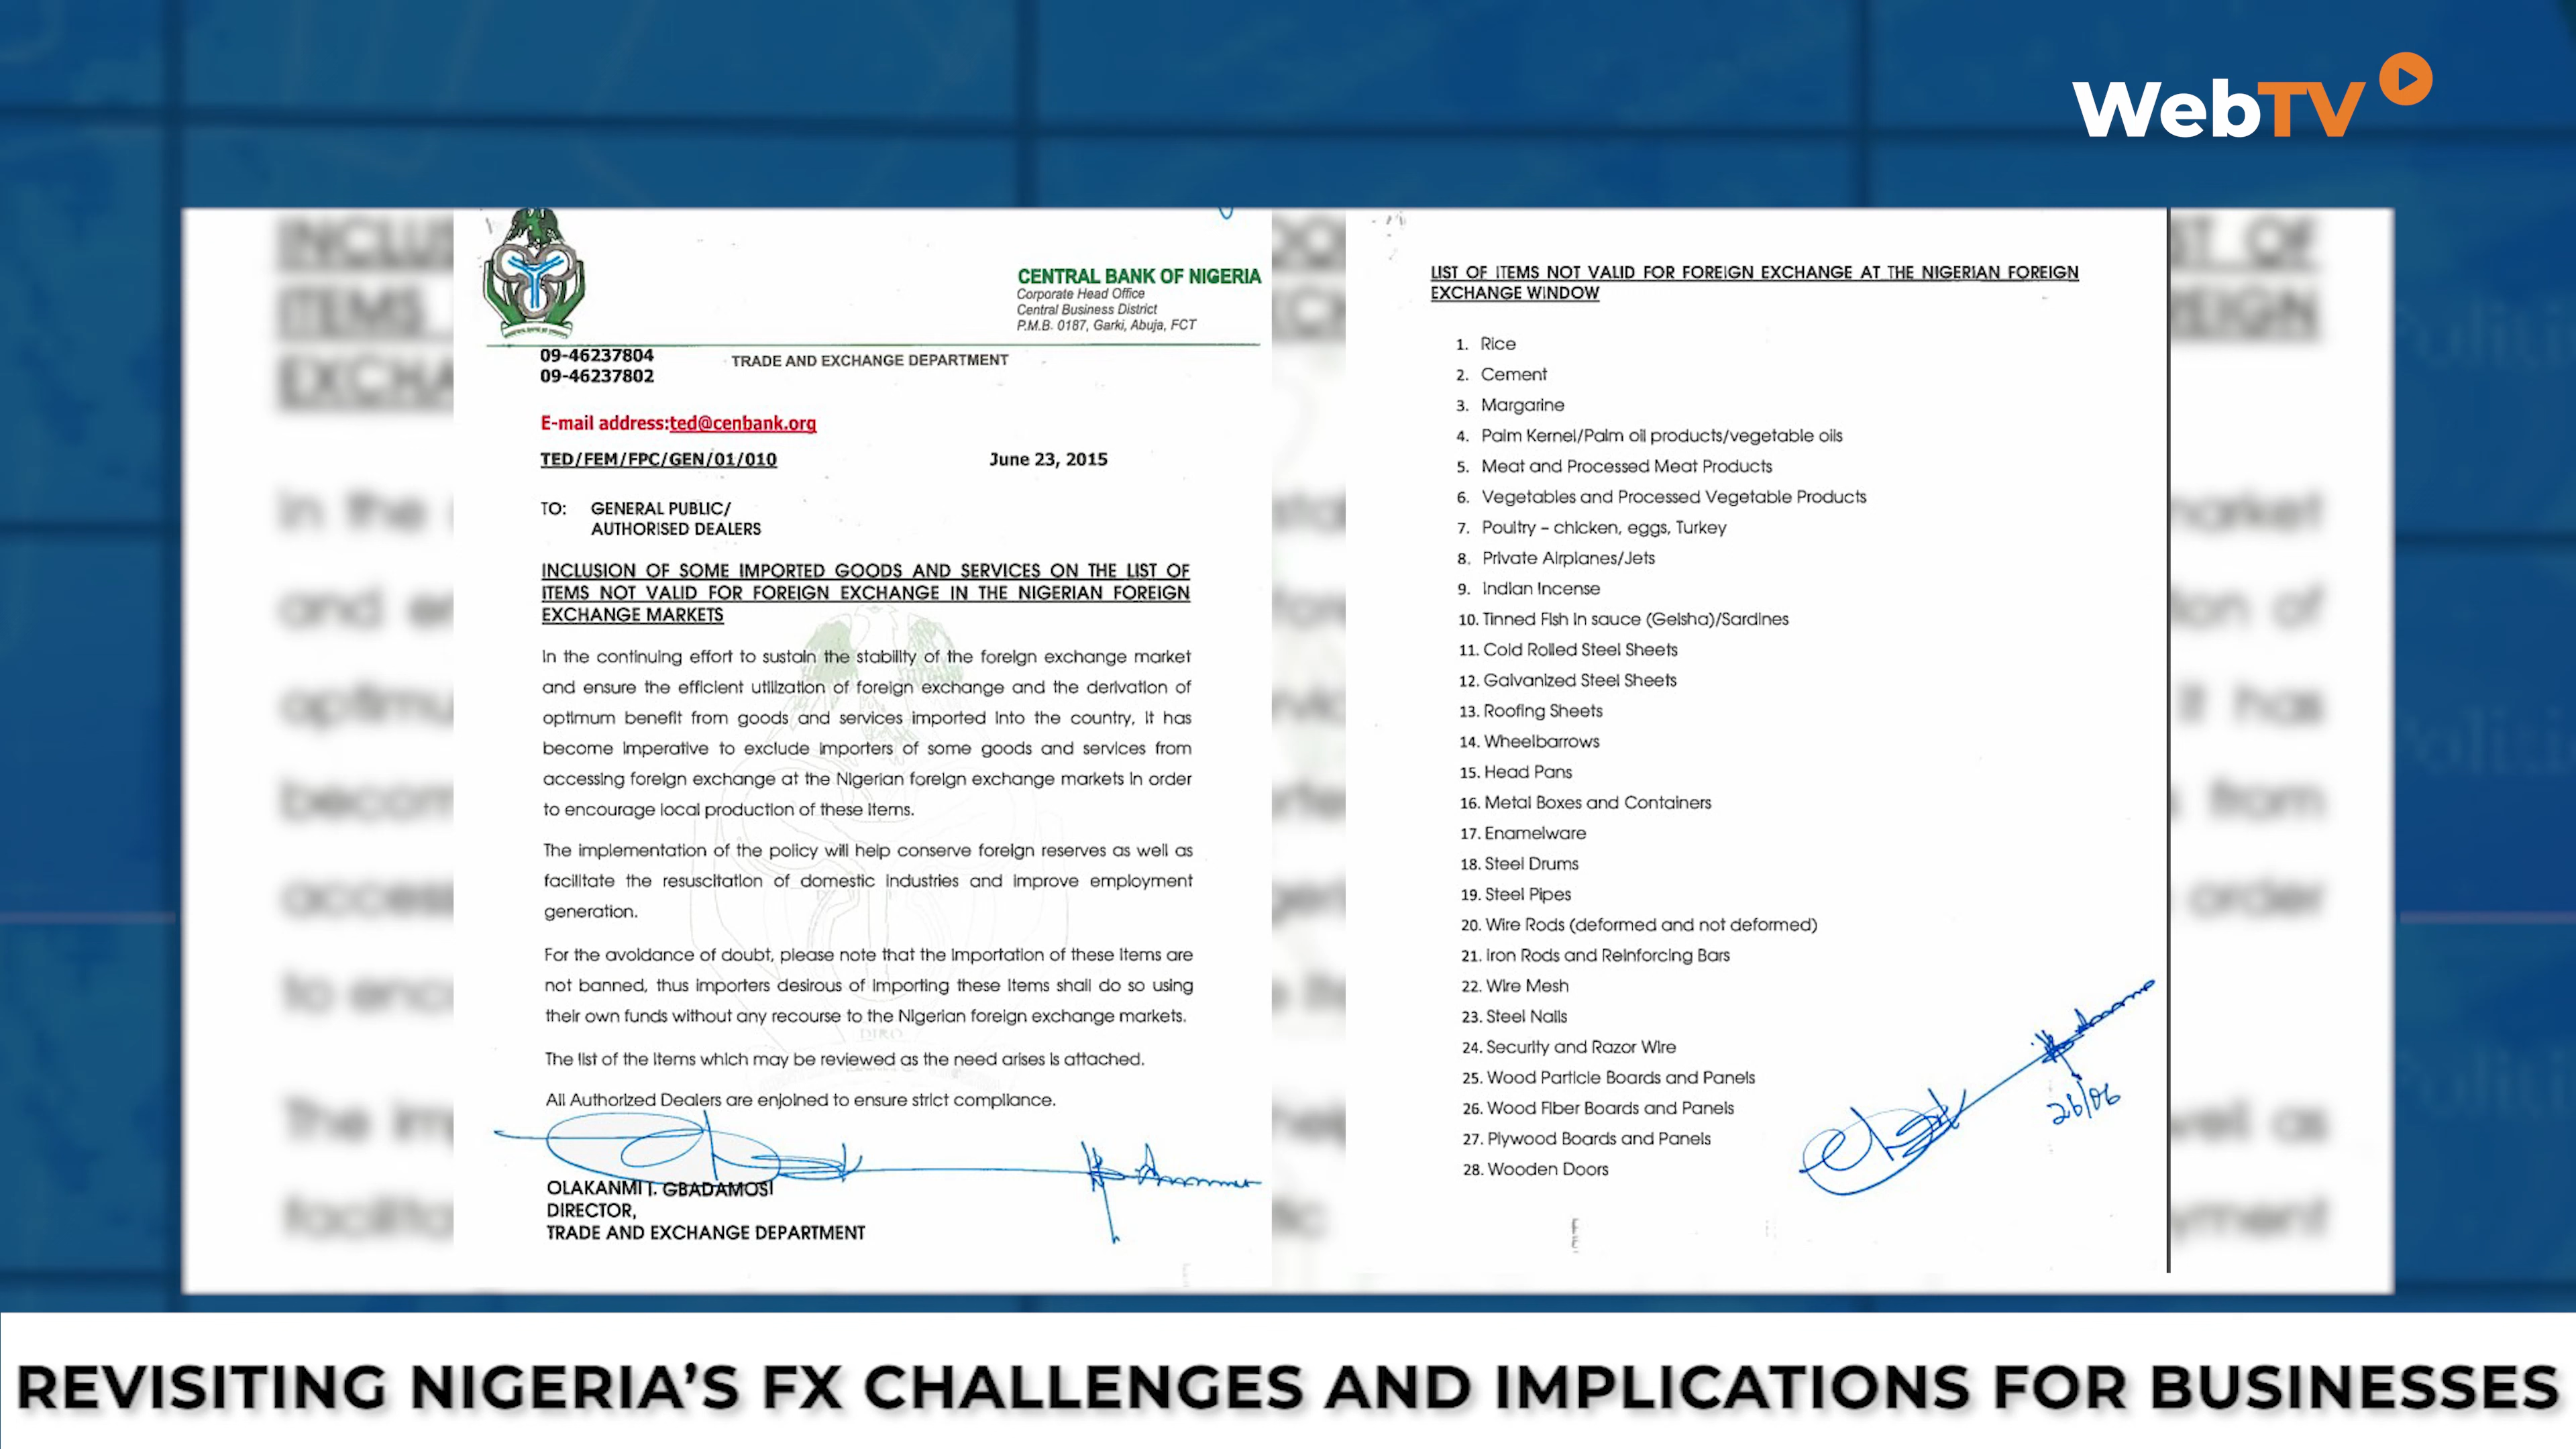 WebTV
CENTRAL BANK OF NIGERIA
Corporate Head Office
Central Business District
P.M.B. 0187, Garki, Abuja, FCT
09-46237804
09-46237802
TRADE AND EXCHANGE DEPARTMENT
E-mail address:ted@cenbank.org
TED/FEM/FPC/GEN/01/010
June 23, 2015
TO: GENERAL PUBLIC/
AUTHORISED DEALERS
INCLUSION OF SOME IMPORTED GOODS AND SERVICES ON THE LIST OF
ITEMS NOT VALID FOR FOREIGN EXCHANGE IN THE NIGERIAN FOREIGN
EXCHANGE MARKETS
In the continuing effort to sustain the stability of the foreign exchange market
and ensure the efficient utilization of foreign exchange and the derivation of
optimum benefit from goods and services imported into the country, it has
become imperative to exclude importers of some goods and services from
accessing foreign exchange at the Nigerian foreign exchange markets in order
to encourage local production of these items.
The implementation of the policy will help conserve foreign reserves as well as
facilitate the resuscitation of domestic industries and improve employment
generation.
For the avoidance of doubt, please note that the importation of these items are
not banned, thus importers desirous of importing these items shall do so using
their own funds without any recourse to the Nigerian foreign exchange markets.
The list of the items which may be reviewed as the need arises is attached.
All Authorized Dealers are enjoined to ensure strict compliance.
OLAKANMI I. GBADAMOSI
DIRECTOR,
TRADE AND EXCHANGE DEPARTMENT
LIST OF ITEMS NOT VALID FOR FOREIGN EXCHANGE AT THE NIGERIAN FOREIGN
EXCHANGE WINDOW
1. Rice
2. Cement
3. Margarine
4. Palm Kernel/Palm oil products/vegetable oils
5. Meat and Processed Meat Products
6. Vegetables and Processed Vegetable Products
7. Poultry – chicken, eggs, Turkey
8. Private Airplanes/Jets
9. Indian Incense
10. Tinned Fish in sauce (Geisha)/Sardines
11. Cold Rolled Steel Sheets
12. Galvanized Steel Sheets
13. Roofing Sheets
14. Wheelbarrows
15. Head Pans
16. Metal Boxes and Containers
17. Enamelware
18. Steel Drums
19. Steel Pipes
20. Wire Rods (deformed and not deformed)
21. Iron Rods and Reinforcing Bars
22. Wire Mesh
23. Steel Nails
24. Security and Razor Wire
25. Wood Particle Boards and Panels
26. Wood Fiber Boards and Panels
27. Plywood Boards and Panels
28. Wooden Doors
REVISITING NIGERIA'S FX CHALLENGES AND IMPLICATIONS FOR BUSINESSES